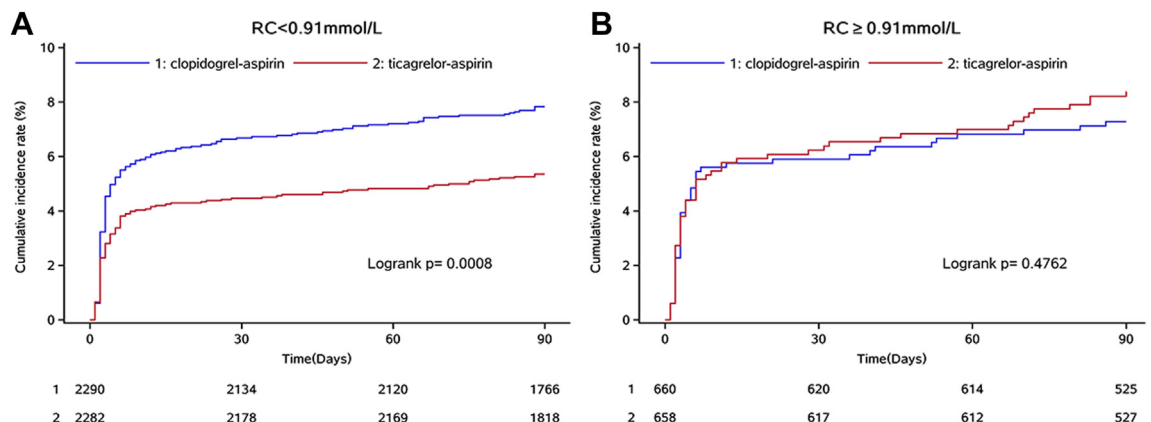 A
RC<0.91mmol/L
1: clopidogrel-aspirin 2: ticagrelor-aspirin
Cumulative incidence rate (%)
10
8
6
4
2
0
Logrank p= 0.0008
0 30 60 90
Time(Days)
1 2290 2134 2120 1766
2 2282 2178 2169 1818
B
RC ≥ 0.91mmol/L
1: clopidogrel-aspirin 2: ticagrelor-aspirin
Cumulative incidence rate (%)
10
8
6
4
2
0
Logrank p= 0.4762
0 30 60 90
Time(Days)
1 660 620 614 525
2 658 617 612 527